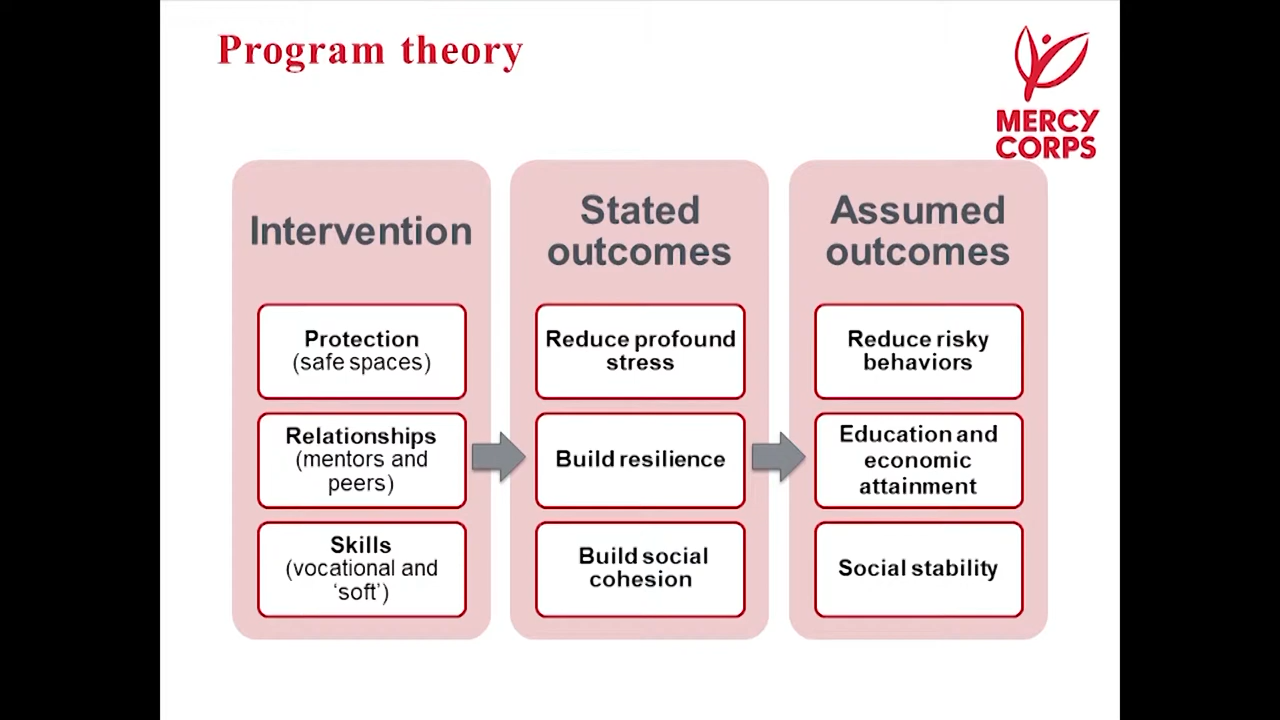 Program theory
MERCY
CORPS
Intervention
Protection
(safe spaces)
Relationships
(mentors and
peers)
Skills
(vocational and
‘soft’)
Stated
outcomes
Reduce profound
stress
Build resilience
Build social
cohesion
Assumed
outcomes
Reduce risky
behaviors
Education and
economic
attainment
Social stability